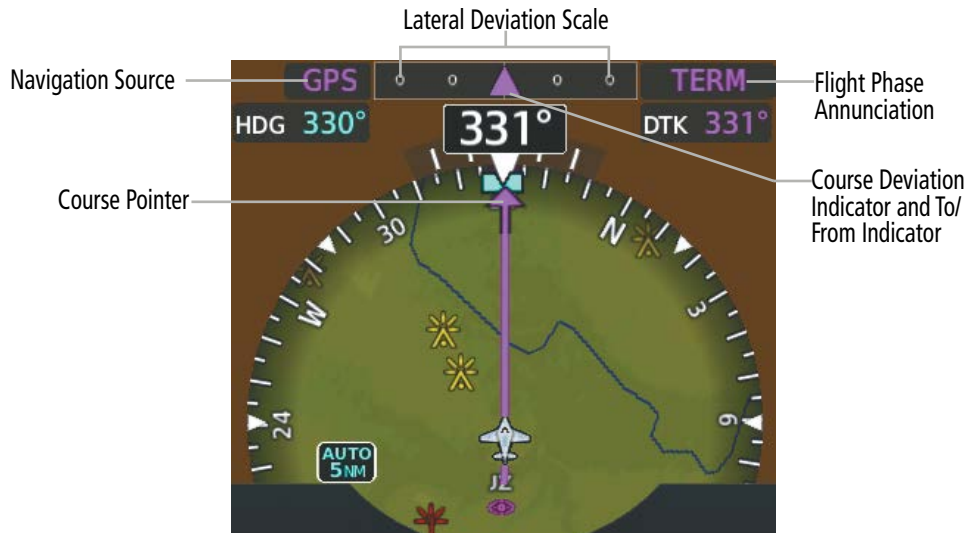 Lateral Deviation Scale
Navigation Source
GPS
TERM
Flight Phase
Annunciation
HDG 330°
331°
DTK 331°
Course Pointer
Course Deviation
Indicator and To/
From Indicator
30
N
W
3
24
6
AUTO
5NM